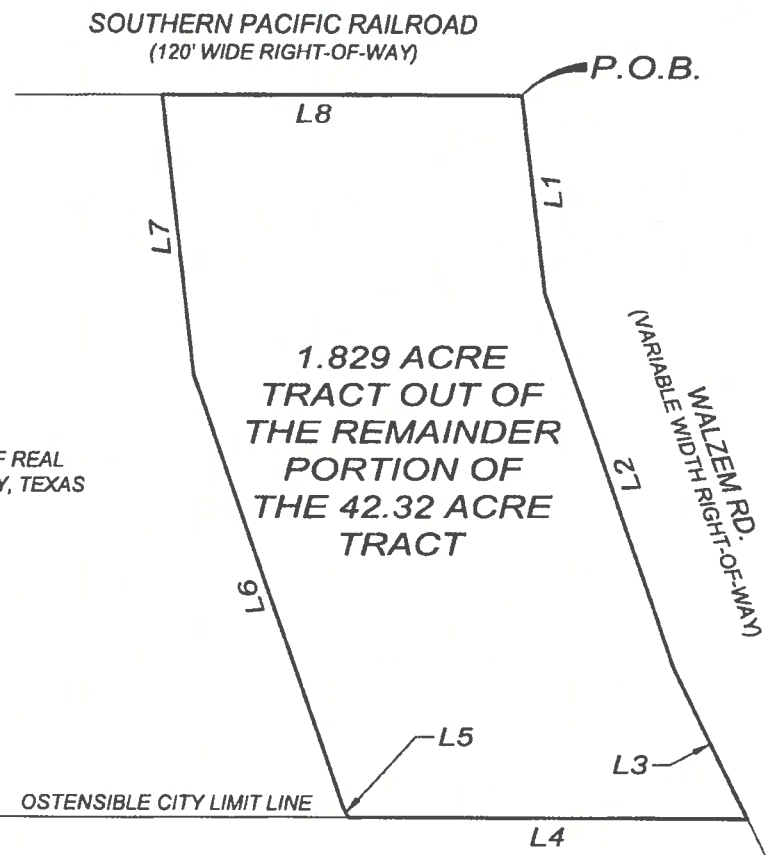 SOUTHERN PACIFIC RAILROAD
(120' WIDE RIGHT-OF-WAY)
P.O.B.
L8
L1
L7
1.829 ACRE
TRACT OUT OF
THE REMAINDER
PORTION OF
THE 42.32 ACRE
TRACT
WALZEM RD.
(VARIABLE WIDTH RIGHT-OF-WAY)
L2
F REAL
Y, TEXAS
L6
L5
L3
OSTENSIBLE CITY LIMIT LINE
L4